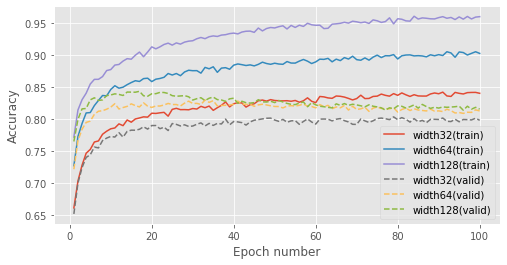 0.95
0.90
0.85
0.80
0.75
0.70
0.65
Accuracy
width32(train)
width64(train)
width128(train)
width32(valid)
width64(valid)
width128(valid)
0 20 40 60 80 100
Epoch number